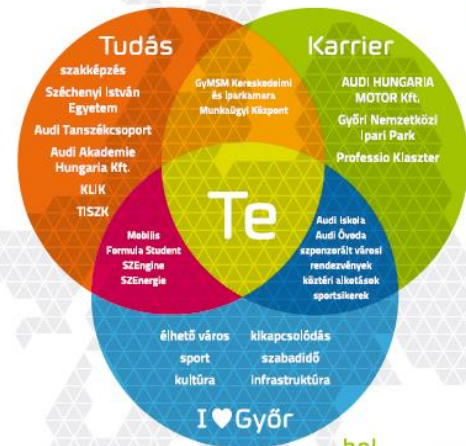 Tudás
szakképzés
Széchenyi István
Egyetem
Audi Tanszékcsoport
Audi Akademie
Hungaria Kft.
KLIK
TISZK
GyMSM Kereskedelmi
és Iparkamara
Munkaügyi Központ
Karrier
AUDI HUNGARIA
MOTOR Kft.
Győri Nemzetközi
Ipari Park
Professio Klaszter
Te
Mobilis
Formula Student
SZEngine
SZEnergie
Audi iskola
Audi Óvoda
szponzorált városi
rendezvények
köztéri alkotások
sportsikerek
élhető város
sport
kultúra
kikapcsolódás
szabadidő
infrastruktúra
I ♥ Győr